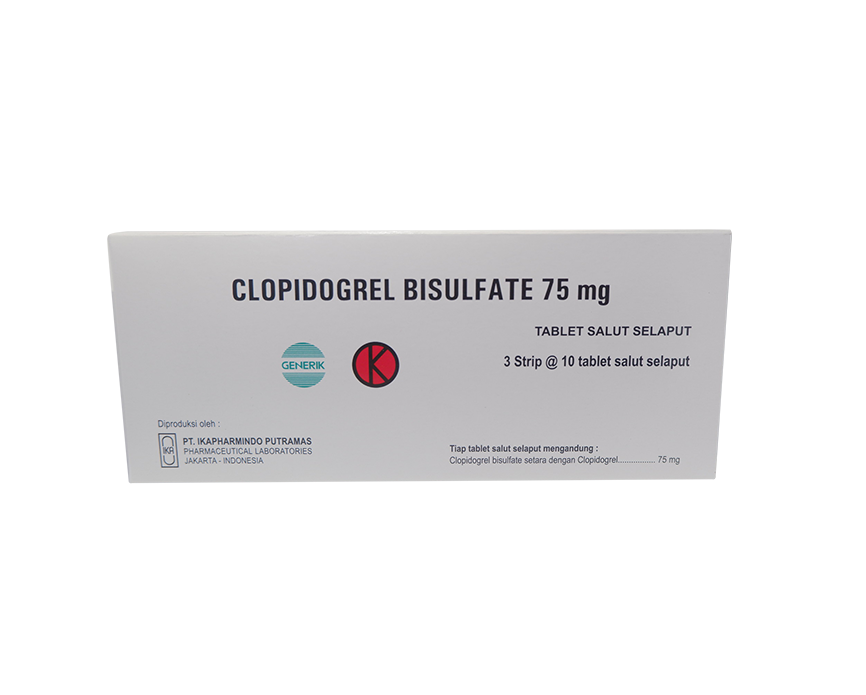 CLOPIDOGREL BISULFATE 75 mg
TABLET SALUT SELAPUT
GENERIK
K
3 Strip @ 10 tablet salut selaput
Diproduksi oleh :
IKA
PT. IKAPHARMINDO PUTRAMAS
PHARMACEUTICAL LABORATORIES
JAKARTA - INDONESIA
Tiap tablet salut selaput mengandung :
Clopidogrel bisulfate setara dengan Clopidogrel................ 75 mg